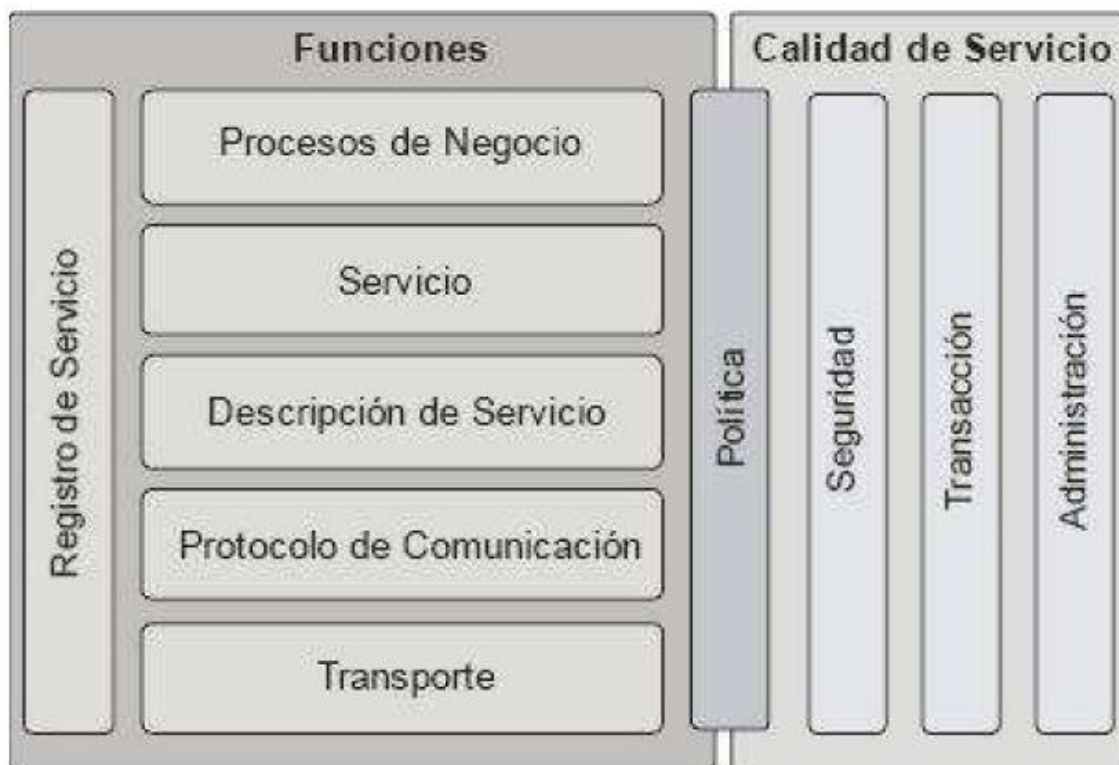 Funciones
Calidad de Servicio
Registro de Servicio
Procesos de Negocio
Servicio
Descripción de Servicio
Protocolo de Comunicación
Transporte
Política
Seguridad
Transacción
Administración